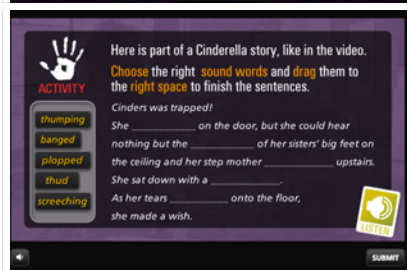 Here is part of a Cinderella story, like in the video.
Choose the right sound words and drag them to
the right space to finish the sentences.
ACTIVITY
thumping
banged
plopped
thud
screeching
Cinders was trapped!
She ____________ on the door, but she could hear
nothing but the ____________ of her sisters' big feet on
the ceiling and her step mother ____________ upstairs.
She sat down with a ____________.
As her tears ____________ onto the floor,
she made a wish.
LISTEN
SUBMIT